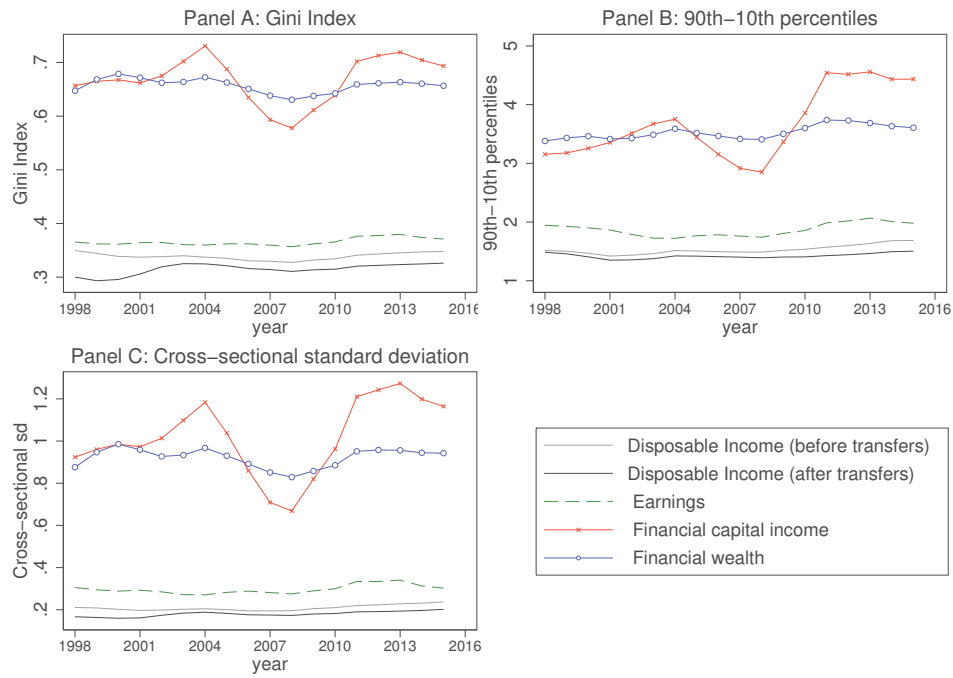 Panel A: Gini Index
Gini Index
.7
.6
.5
.4
.3
1998 2001 2004 2007 2010 2013 2016
year
Panel B: 90th−10th percentiles
90th−10th percentiles
5
4
3
2
1
1998 2001 2004 2007 2010 2013 2016
year
Panel C: Cross−sectional standard deviation
Cross−sectional sd
1.2
1
.8
.6
.4
.2
1998 2001 2004 2007 2010 2013 2016
year
Disposable Income (before transfers)
Disposable Income (after transfers)
Earnings
Financial capital income
Financial wealth